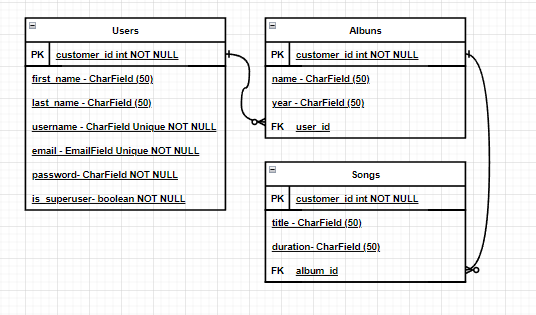 Users
PK customer_id int NOT NULL
first_name - CharField (50)
last_name - CharField (50)
username - CharField Unique NOT NULL
email - EmailField Unique NOT NULL
password- CharField NOT NULL
is_superuser- boolean NOT NULL
Albuns
PK customer_id int NOT NULL
name - CharField (50)
year - CharField (50)
FK user_id
Songs
PK customer_id int NOT NULL
title - CharField (50)
duration- CharField (50)
FK album_id